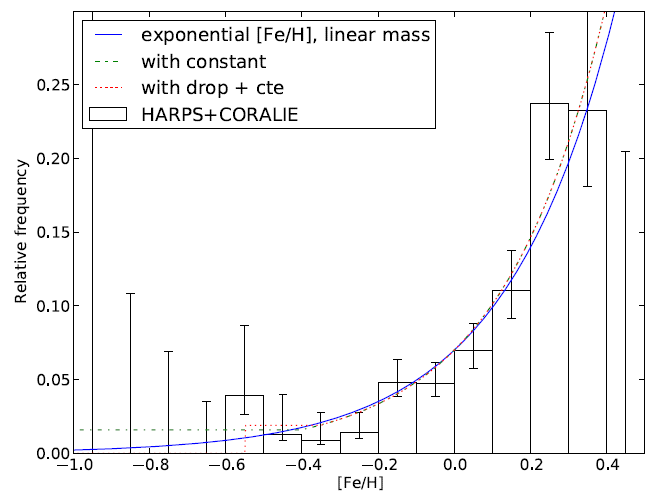 exponential [Fe/H], linear mass
with constant
with drop + cte
HARPS+CORALIE
Relative frequency
0.25
0.20
0.15
0.10
0.05
0.00
−1.0 −0.8 −0.6 −0.4 −0.2 0.0 0.2 0.4
[Fe/H]